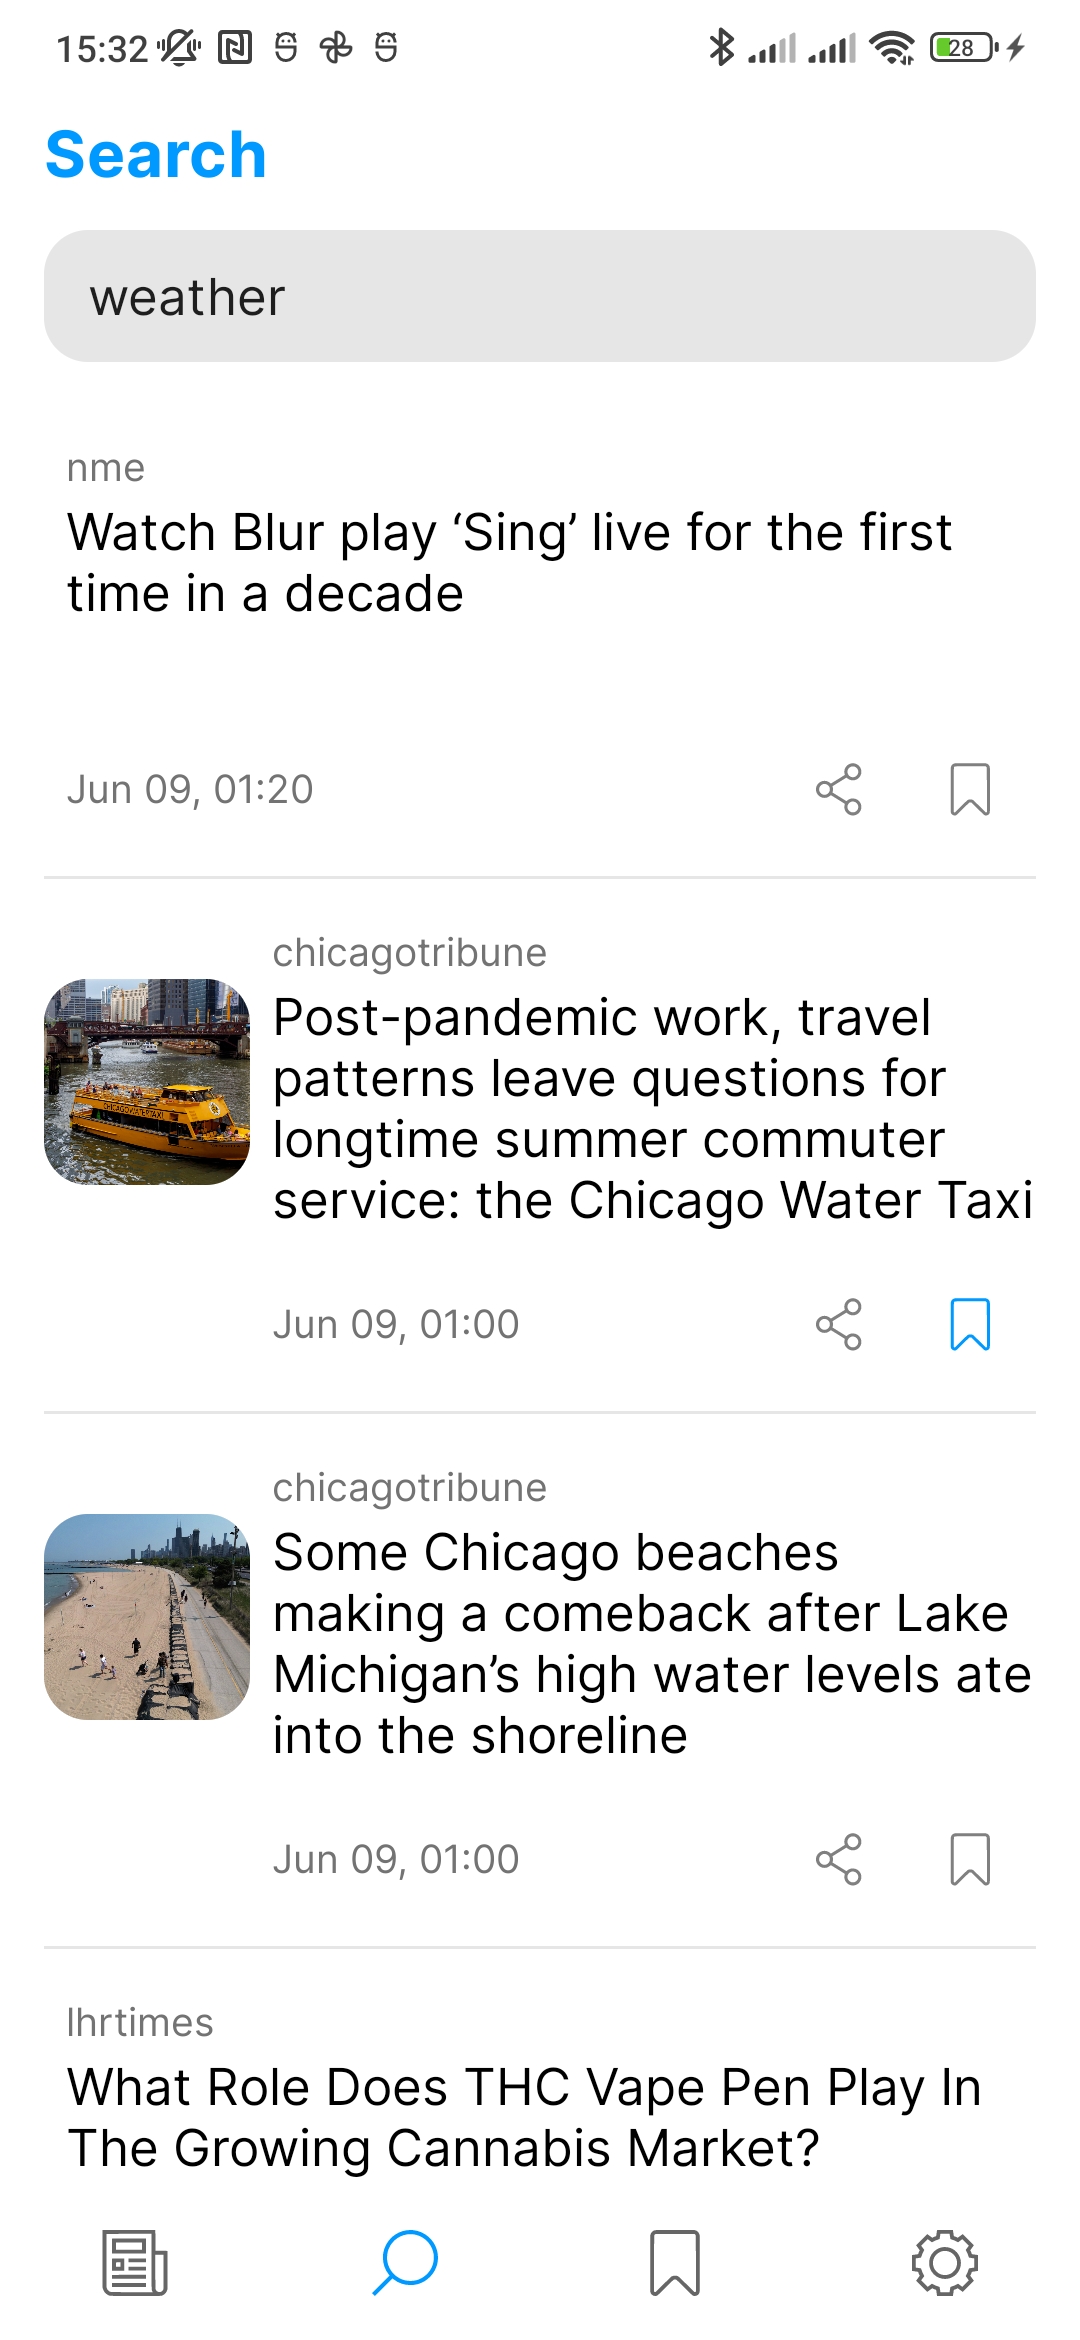 15:32
28
Search
weather
nme
Watch Blur play ‘Sing’ live for the first
time in a decade
Jun 09, 01:20
chicagotribune
Post-pandemic work, travel
patterns leave questions for
longtime summer commuter
service: the Chicago Water Taxi
CHICAGO WATER TAXI
Jun 09, 01:00
chicagotribune
Some Chicago beaches
making a comeback after Lake
Michigan’s high water levels ate
into the shoreline
Jun 09, 01:00
lhrtimes
What Role Does THC Vape Pen Play In
The Growing Cannabis Market?